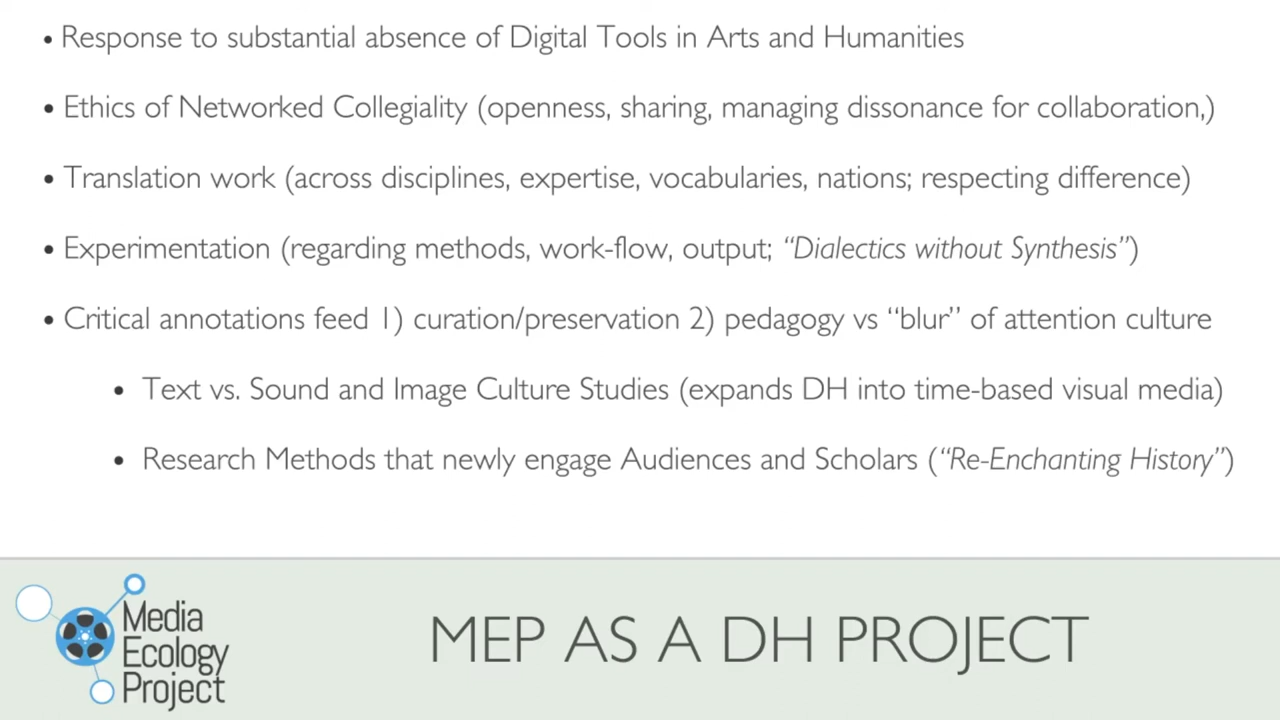 • Response to substantial absence of Digital Tools in Arts and Humanities
• Ethics of Networked Collegiality (openness, sharing, managing dissonance for collaboration,)
• Translation work (across disciplines, expertise, vocabularies, nations; respecting difference)
• Experimentation (regarding methods, work-flow, output; “Dialectics without Synthesis”)
• Critical annotations feed 1) curation/preservation 2) pedagogy vs “blur” of attention culture
• Text vs. Sound and Image Culture Studies (expands DH into time-based visual media)
• Research Methods that newly engage Audiences and Scholars (“Re-Enchanting History”)
Media
Ecology
Project
MEP AS A DH PROJECT